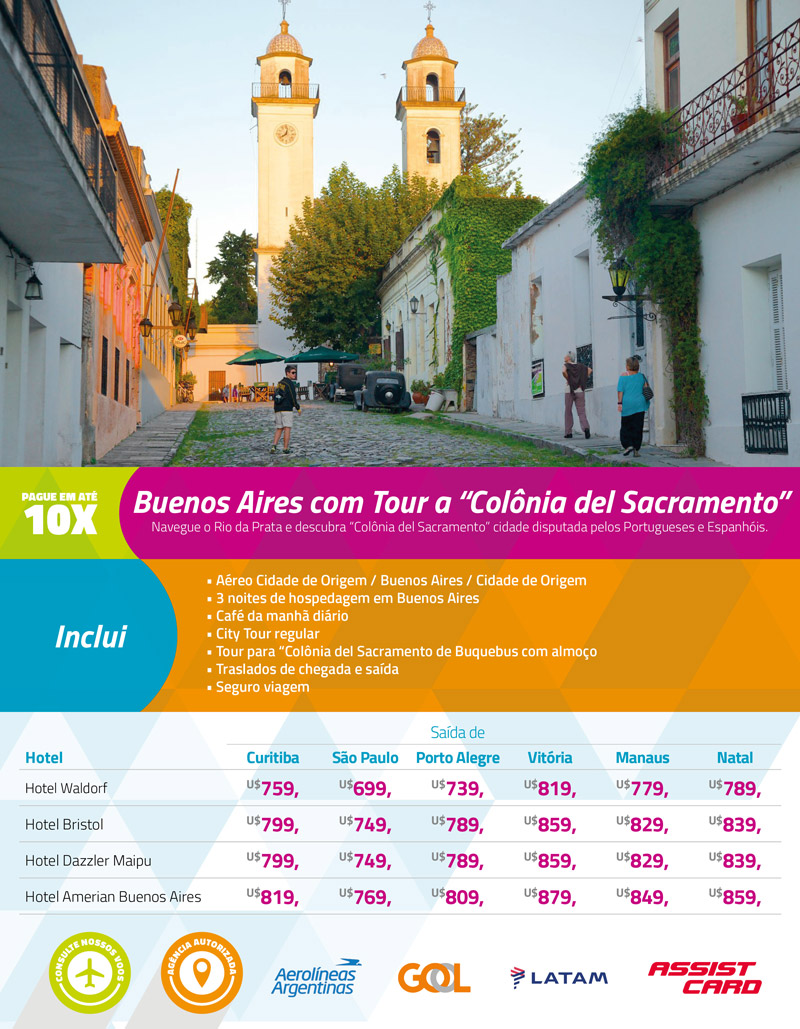 PAGUE EM ATÉ
10X
Buenos Aires com Tour a “Colônia del Sacramento”
Navegue o Rio da Prata e descubra “Colônia del Sacramento” cidade disputada pelos Portugueses e Espanhóis.
Inclui
• Aéreo Cidade de Origem / Buenos Aires / Cidade de Origem
• 3 noites de hospedagem em Buenos Aires
• Café da manhã diário
• City Tour regular
• Tour para “Colônia del Sacramento de Buquebus com almoço
• Traslados de chegada e saída
• Seguro viagem
Saída de
Hotel Curitiba São Paulo Porto Alegre Vitória Manaus Natal
Hotel Waldorf U$759, U$699, U$739, U$819, U$779, U$789,
Hotel Bristol U$799, U$749, U$789, U$859, U$829, U$839,
Hotel Dazzler Maipu U$799, U$749, U$789, U$859, U$829, U$839,
Hotel Amerian Buenos Aires U$819, U$769, U$809, U$879, U$849, U$859,
CONSULTE NOSSOS VOOS
AGÊNCIA AUTORIZADA
Aerolíneas
Argentinas
GOL
LATAM
ASSIST
CARD